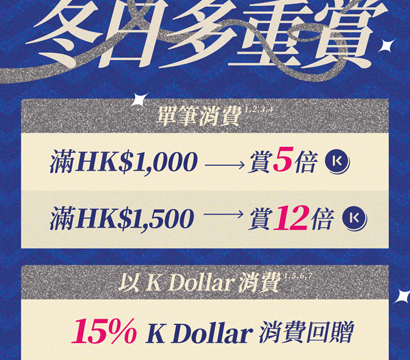 冬日多重賞
單筆消費1,2,3,4
滿HK$1,000 → 賞5倍 K
滿HK$1,500 → 賞12倍 K
以 K Dollar 消費1,5,6,7
15% K Dollar 消費回贈